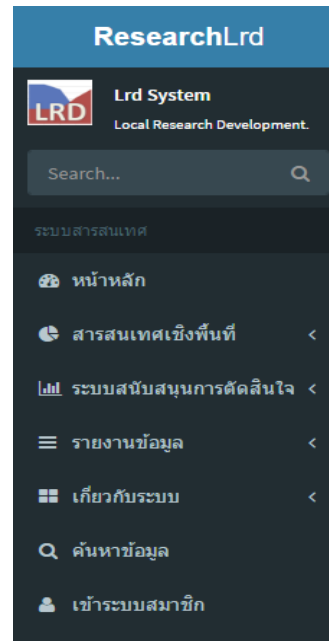 ResearchLrd
LRD
Lrd System
Local Research Development.
Search...
ระบบสารสนเทศ
หน้าหลัก
สารสนเทศเชิงพื้นที่
ระบบสนับสนุนการตัดสินใจ
รายงานข้อมูล
เกี่ยวกับระบบ
ค้นหาข้อมูล
เข้าระบบสมาชิก